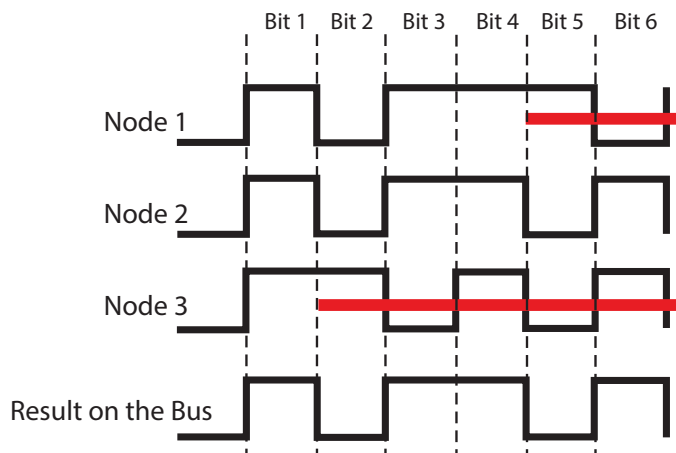 Bit 1 Bit 2 Bit 3 Bit 4 Bit 5 Bit 6
Node 1
Node 2
Node 3
Result on the Bus